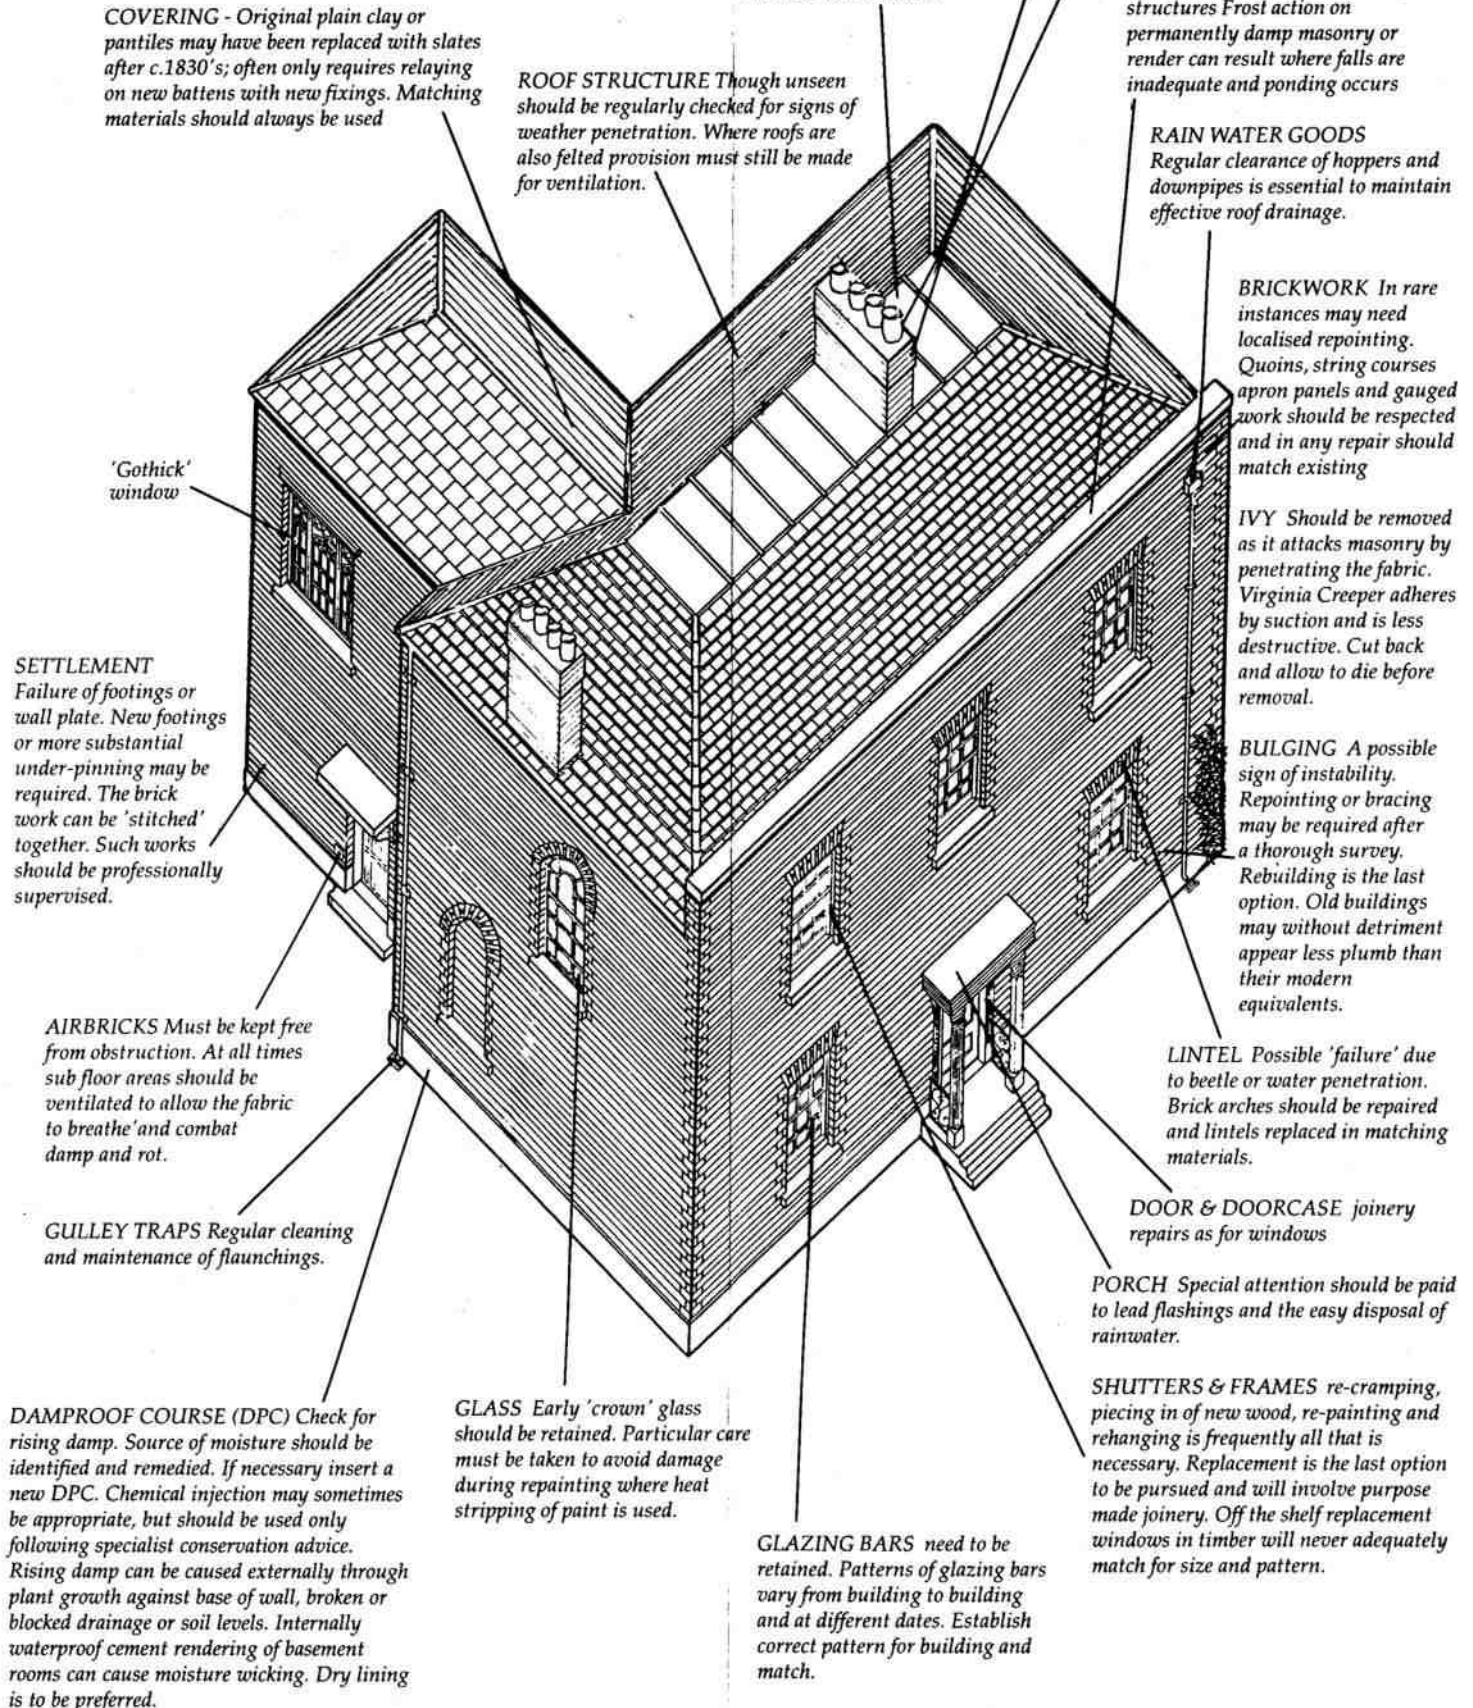 COVERING - Original plain clay or
pantiles may have been replaced with slates
after c.1830's; often only requires relaying
on new battens with new fixings. Matching
materials should always be used
ROOF STRUCTURE Though unseen
should be regularly checked for signs of
weather penetration. Where roofs are
also felted provision must still be made
for ventilation.
structures Frost action on
permanently damp masonry or
render can result where falls are
inadequate and ponding occurs
RAIN WATER GOODS
Regular clearance of hoppers and
downpipes is essential to maintain
effective roof drainage.
BRICKWORK In rare
instances may need
localised repointing.
Quoins, string courses
apron panels and gauged
work should be respected
and in any repair should
match existing
'Gothick'
window
IVY Should be removed
as it attacks masonry by
penetrating the fabric.
Virginia Creeper adheres
by suction and is less
destructive. Cut back
and allow to die before
removal.
SETTLEMENT
Failure of footings or
wall plate. New footings
or more substantial
under-pinning may be
required. The brick
work can be 'stitched'
together. Such works
should be professionally
supervised.
BULGING A possible
sign of instability.
Repointing or bracing
may be required after
a thorough survey.
Rebuilding is the last
option. Old buildings
may without detriment
appear less plumb than
their modern
equivalents.
AIRBRICKS Must be kept free
from obstruction. At all times
sub floor areas should be
ventilated to allow the fabric
to breathe'and combat
damp and rot.
LINTEL Possible 'failure' due
to beetle or water penetration.
Brick arches should be repaired
and lintels replaced in matching
materials.
GULLEY TRAPS Regular cleaning
and maintenance of flaunchings.
DOOR & DOORCASE joinery
repairs as for windows
PORCH Special attention should be paid
to lead flashings and the easy disposal of
rainwater.
DAMPROOF COURSE (DPC) Check for
rising damp. Source of moisture should be
identified and remedied. If necessary insert a
new DPC. Chemical injection may sometimes
be appropriate, but should be used only
following specialist conservation advice.
Rising damp can be caused externally through
plant growth against base of wall, broken or
blocked drainage or soil levels. Internally
waterproof cement rendering of basement
rooms can cause moisture wicking. Dry lining
is to be preferred.
GLASS Early 'crown' glass
should be retained. Particular care
must be taken to avoid damage
during repainting where heat
stripping of paint is used.
GLAZING BARS need to be
retained. Patterns of glazing bars
vary from building to building
and at different dates. Establish
correct pattern for building and
match.
SHUTTERS & FRAMES re-cramping,
piecing in of new wood, re-painting and
rehanging is frequently all that is
necessary. Replacement is the last option
to be pursued and will involve purpose
made joinery. Off the shelf replacement
windows in timber will never adequately
match for size and pattern.